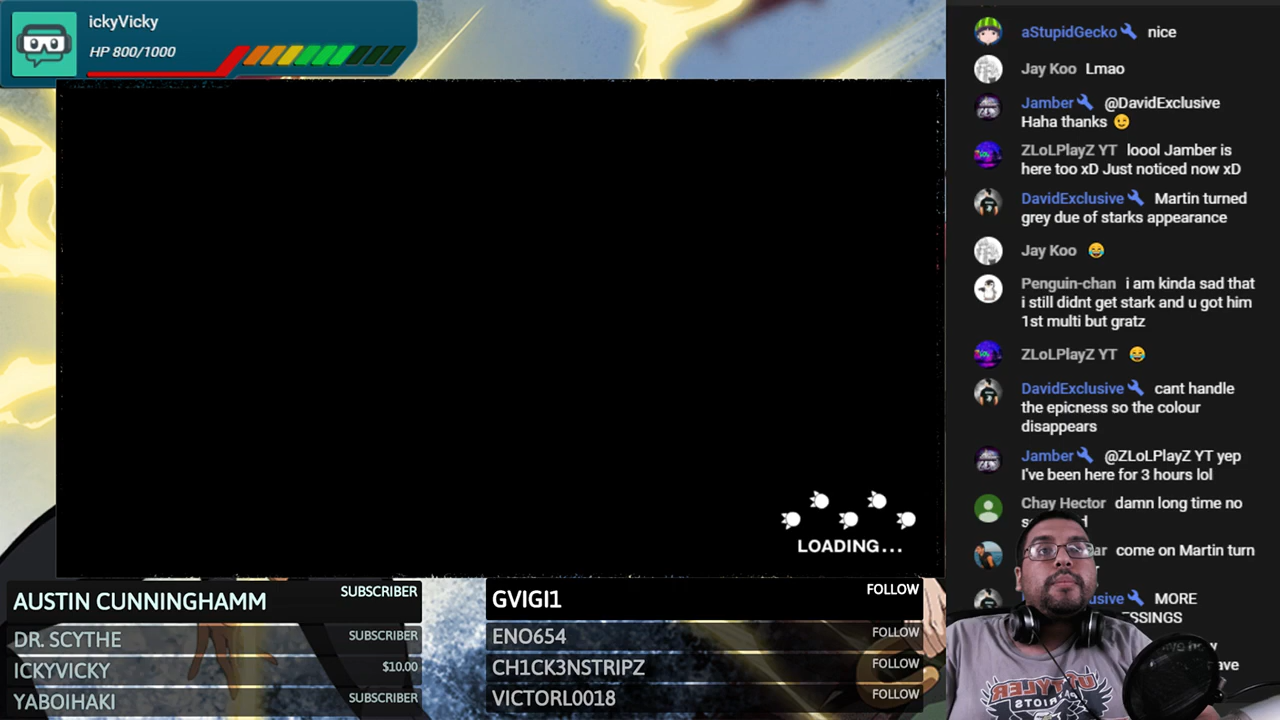 ickyVicky
HP 800/1000
aStupidGecko nice
Jay Koo Lmao
Jamber @DavidExclusive
Haha thanks 😉
ZLoLPlayZ YT loool Jamber is
here too xD Just noticed now xD
DavidExclusive Martin turned
grey due of starks appearance
Jay Koo 😂
Penguin-chan i am kinda sad that
i still didnt get stark and u got him
1st multi but gratz
ZLoLPlayZ YT 😂
DavidExclusive cant handle
the epicness so the colour
disappears
Jamber @ZLoLPlayZ YT yep
I've been here for 3 hours lol
Chay Hector damn long time no
come on Martin turn
MORE
LOADING...
AUSTIN CUNNINGHAMM SUBSCRIBER
DR. SCYTHE SUBSCRIBER
ICKYVICKY $10.00
YABOIHAKI SUBSCRIBER
GVIGI1 FOLLOW
ENO654 FOLLOW
CH1CK3NSTRIPZ FOLLOW
VICTORL0018 FOLLOW